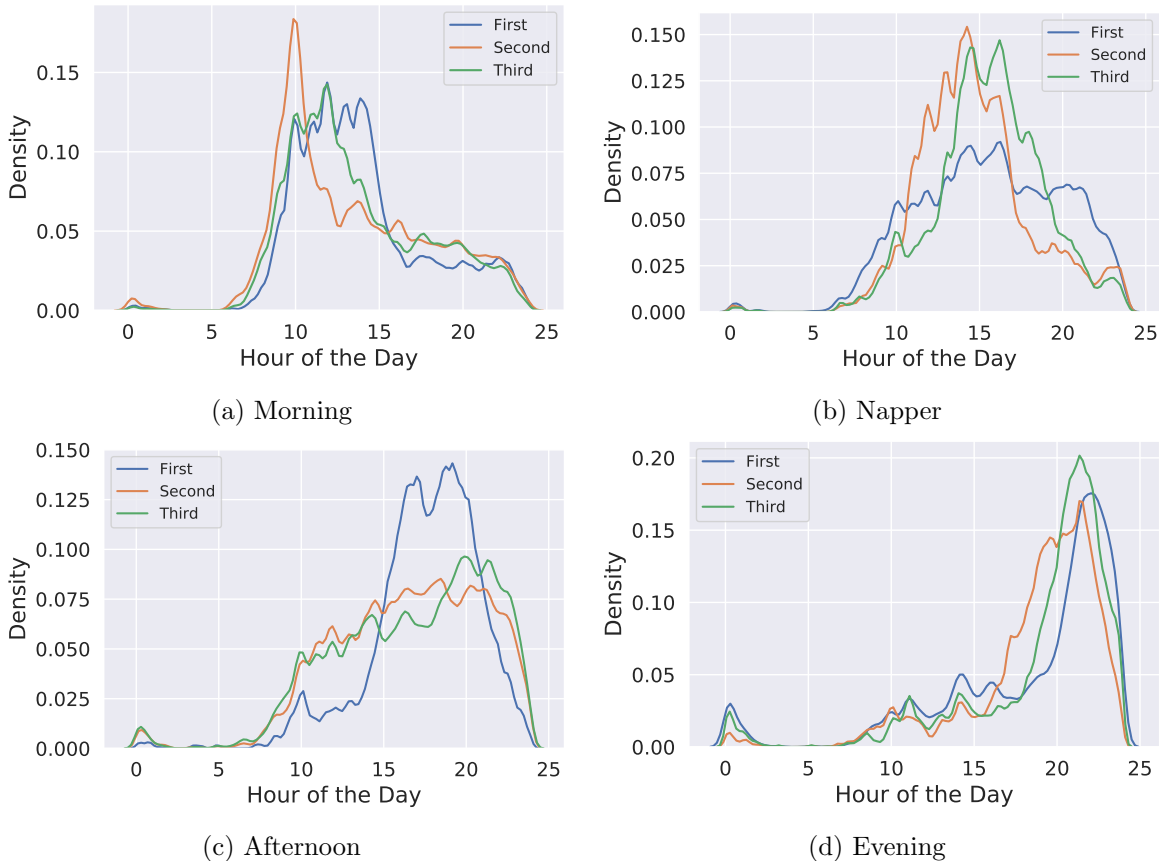 First
Second
Third
0.15
0.10
0.05
0.00
Density
0 5 10 15 20 25
Hour of the Day
(a) Morning
First
Second
Third
0.150
0.125
0.100
0.075
0.050
0.025
0.000
Density
0 5 10 15 20 25
Hour of the Day
(b) Napper
First
Second
Third
0.150
0.125
0.100
0.075
0.050
0.025
0.000
Density
0 5 10 15 20 25
Hour of the Day
(c) Afternoon
First
Second
Third
0.20
0.15
0.10
0.05
0.00
Density
0 5 10 15 20 25
Hour of the Day
(d) Evening